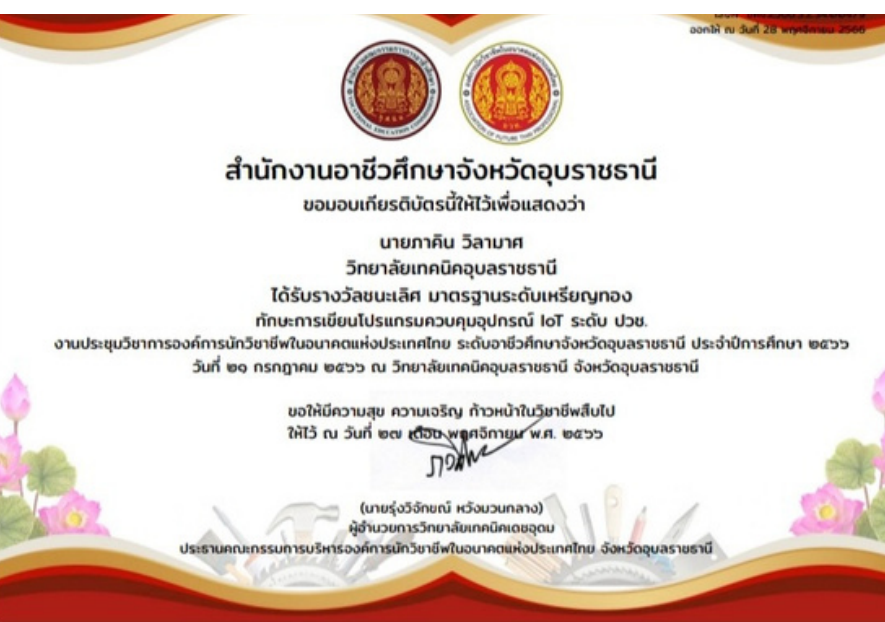 ออกให้ ณ วันที่ 28 พฤศจิกายน 2566
สำนักงานอาชีวศึกษาจังหวัดอุบราชธานี
ขอมอบเกียรติบัตรนี้ให้ไว้เพื่อแสดงว่า
นายภาคิน วิลามาศ
วิทยาลัยเทคนิคอุบลราชธานี
ได้รับรางวัลชนะเลิศ มาตรฐานระดับเหรียญทอง
ทักษะการเขียนโปรแกรมควบคุมอุปกรณ์ IoT ระดับ ปวช.
งานประชุมวิชาการองค์การนักวิชาชีพในอนาคตแห่งประเทศไทย ระดับอาชีวศึกษาจังหวัดอุบลราชธานี ประจำปีการศึกษา ๒๕๖๖
วันที่ ๒๑ กรกฎาคม ๒๕๖๖ ณ วิทยาลัยเทคนิคอุบลราชธานี จังหวัดอุบลราชธานี
ขอให้มีความสุข ความเจริญ ก้าวหน้าในวิชาชีพสืบไป
ให้ไว้ ณ วันที่ ๒๗ เดือน พฤศจิกายน พ.ศ. ๒๕๖๖
(นายรุ่งวิจักขณ์ หวังมวนกลาง)
ผู้อำนวยการวิทยาลัยเทคนิคเดชอุดม
ประธานคณะกรรมการบริหารองค์การนักวิชาชีพในอนาคตแห่งประเทศไทย จังหวัดอุบลราชธานี